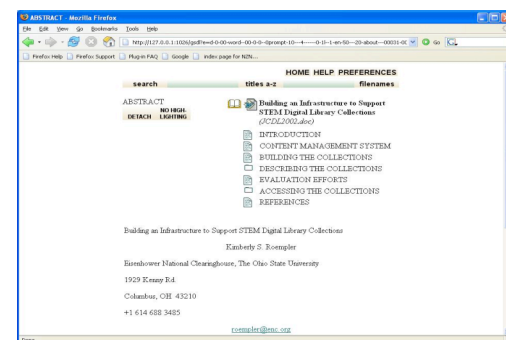 ABSTRACT - Mozilla Firefox
File Edit View Go Bookmarks Tools Help
Firefox Help Firefox Support Plug-in FAQ Google index page for NZN...
HOME HELP PREFERENCES
search titles a-z filenames
ABSTRACT
NO HIGH-
DETACH LIGHTING
Building an Infrastructure to Support
STEM Digital Library Collections
(JCDL2002.doc)
INTRODUCTION
CONTENT MANAGEMENT SYSTEM
BUILDING THE COLLECTIONS
DESCRIBING THE COLLECTIONS
EVALUATION EFFORTS
ACCESSING THE COLLECTIONS
REFERENCES
Building an Infrastructure to Support STEM Digital Library Collections
Kimberly S. Roempler
Eisenhower National Clearinghouse, The Ohio State University
1929 Kenny Rd.
Columbus, OH 43210
+1 614 688 3485
roempler@enc.org